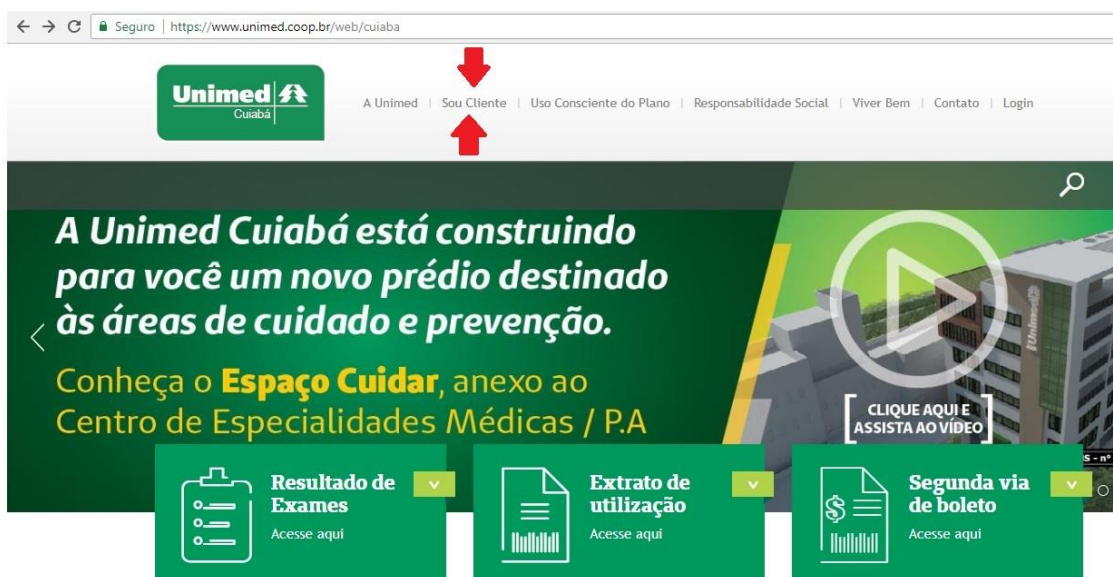 Seguro | https://www.unimed.coop.br/web/cuiaba
Unimed
Cuiabá
A Unimed | Sou Cliente | Uso Consciente do Plano | Responsabilidade Social | Viver Bem | Contato | Login
A Unimed Cuiabá está construindo
para você um novo prédio destinado
às áreas de cuidado e prevenção.
Conheça o Espaço Cuidar, anexo ao
Centro de Especialidades Médicas / P.A
Unimed
CLIQUE AQUI E
ASSISTA AO VÍDEO
S - nº
Resultado de
Exames
Acesse aqui
Extrato de
utilização
Acesse aqui
$
Segunda via
de boleto
Acesse aqui